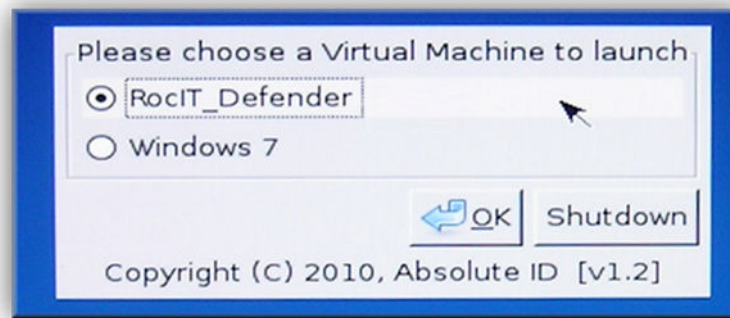 Please choose a Virtual Machine to launch
RocIT_Defender
Windows 7
OK
Shutdown
Copyright (C) 2010, Absolute ID [v1.2]